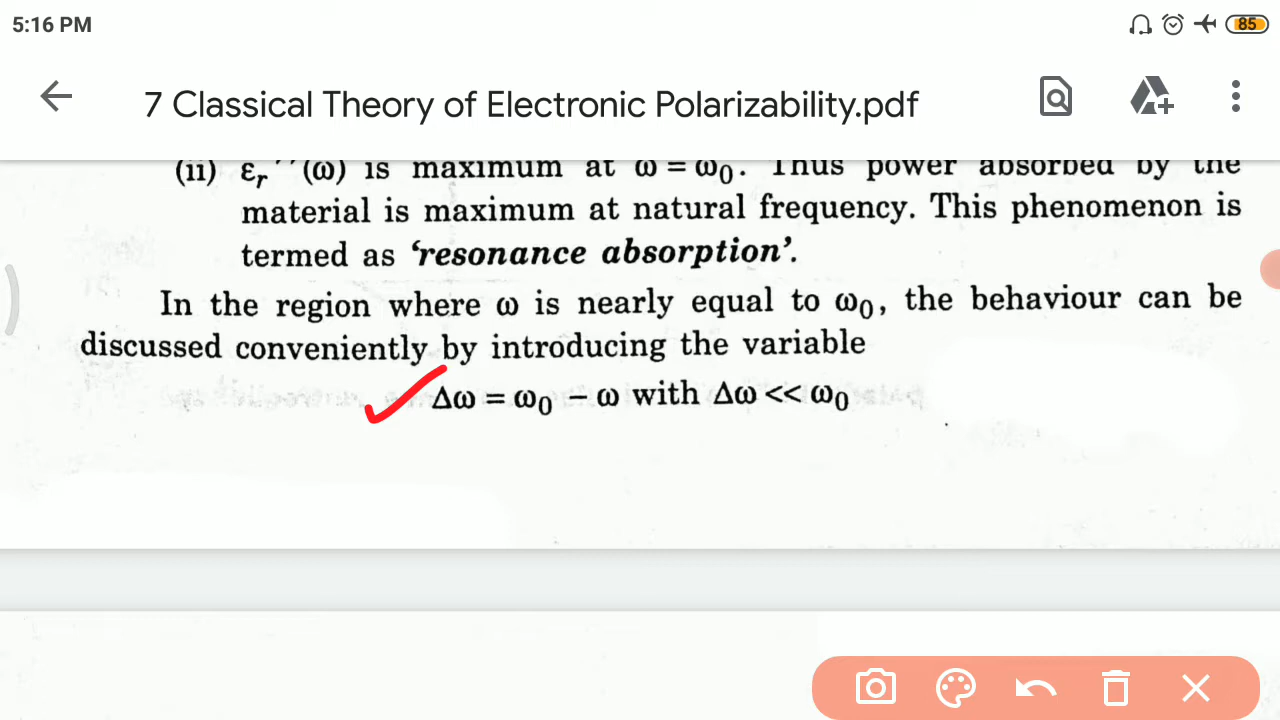 5:16 PM
85
7 Classical Theory of Electronic Polarizability.pdf
(ii) εᵣ′′(ω) is maximum at ω = ω₀. Thus power absorbed by the
material is maximum at natural frequency. This phenomenon is
termed as ‘resonance absorption’.
In the region where ω is nearly equal to ω₀, the behaviour can be
discussed conveniently by introducing the variable
Δω = ω₀ − ω with Δω << ω₀